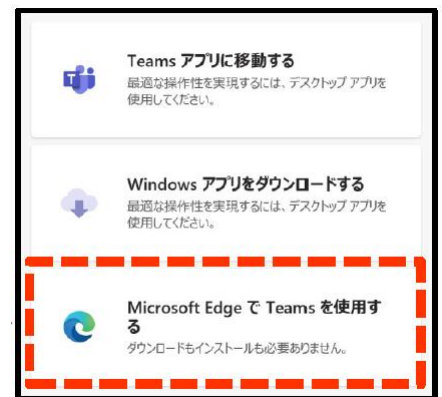 Teams アプリに移動する
最適な操作性を実現するには、デスクトップ アプリを
使用してください。
Windows アプリをダウンロードする
最適な操作性を実現するには、デスクトップ アプリを
使用してください。
Microsoft Edge で Teams を使用す
る
ダウンロードもインストールも必要ありません。